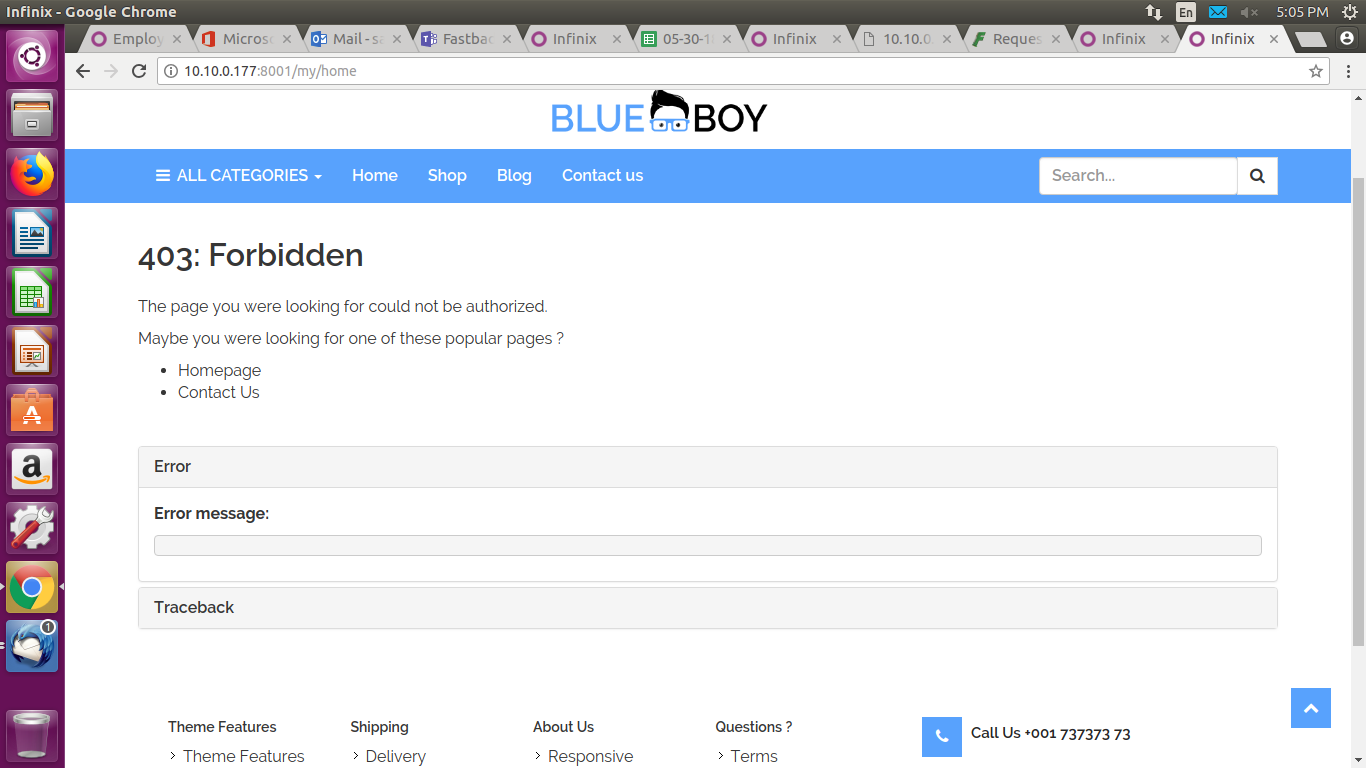 Infinix - Google Chrome
En
5:05 PM
Employ
Microso
Mail - sa
Fastbac
Infinix
05-30-18
Infinix
10.10.0.
Reques
Infinix
Infinix
10.10.0.177:8001/my/home
BLUE BOY
ALL CATEGORIES
Home
Shop
Blog
Contact us
Search...
403: Forbidden
The page you were looking for could not be authorized.
Maybe you were looking for one of these popular pages ?
Homepage
Contact Us
Error
Error message:
Traceback
1
Theme Features
Shipping
About Us
Questions ?
Call Us +001 737373 73
Theme Features
Delivery
Responsive
Terms